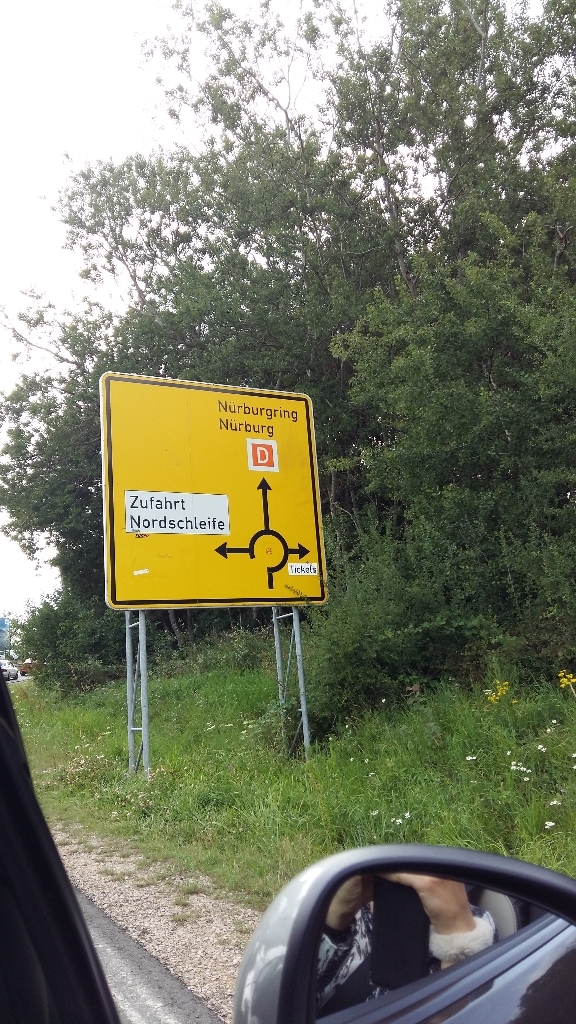 Nürburgring
Nürburg
D
Zufahrt
Nordschleife
Tickets